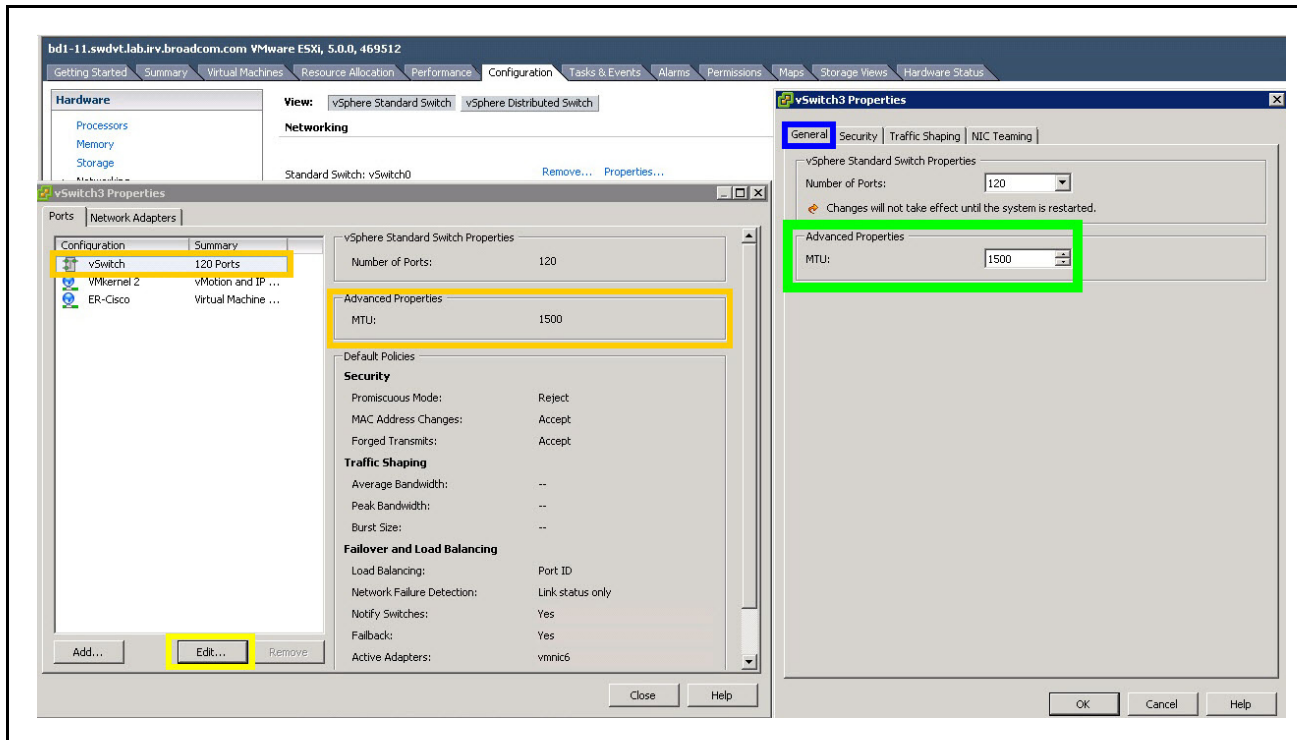 bd1-11.swdvt.lab.irv.broadcom.com VMware ESXi, 5.0.0, 469512
Getting Started Summary Virtual Machines Resource Allocation Performance Configuration Tasks & Events Alarms Permissions Maps Storage Views Hardware Status
Hardware
Processors
Memory
Storage
View: vSphere Standard Switch vSphere Distributed Switch
Networking
Standard Switch: vSwitch0 Remove... Properties...
vSwitch3 Properties
Ports Network Adapters
Configuration Summary
vSwitch 120 Ports
VMkernel 2 vMotion and IP ...
ER-Cisco Virtual Machine ...
Add... Edit... Remove
vSphere Standard Switch Properties
Number of Ports: 120
Advanced Properties
MTU: 1500
Default Policies
Security
Promiscuous Mode: Reject
MAC Address Changes: Accept
Forged Transmits: Accept
Traffic Shaping
Average Bandwidth: --
Peak Bandwidth: --
Burst Size: --
Failover and Load Balancing
Load Balancing: Port ID
Network Failure Detection: Link status only
Notify Switches: Yes
Failback: Yes
Active Adapters: vmnic6
Close Help
vSwitch3 Properties
General Security Traffic Shaping NIC Teaming
vSphere Standard Switch Properties
Number of Ports: 120
Changes will not take effect until the system is restarted.
Advanced Properties
MTU: 1500
OK Cancel Help